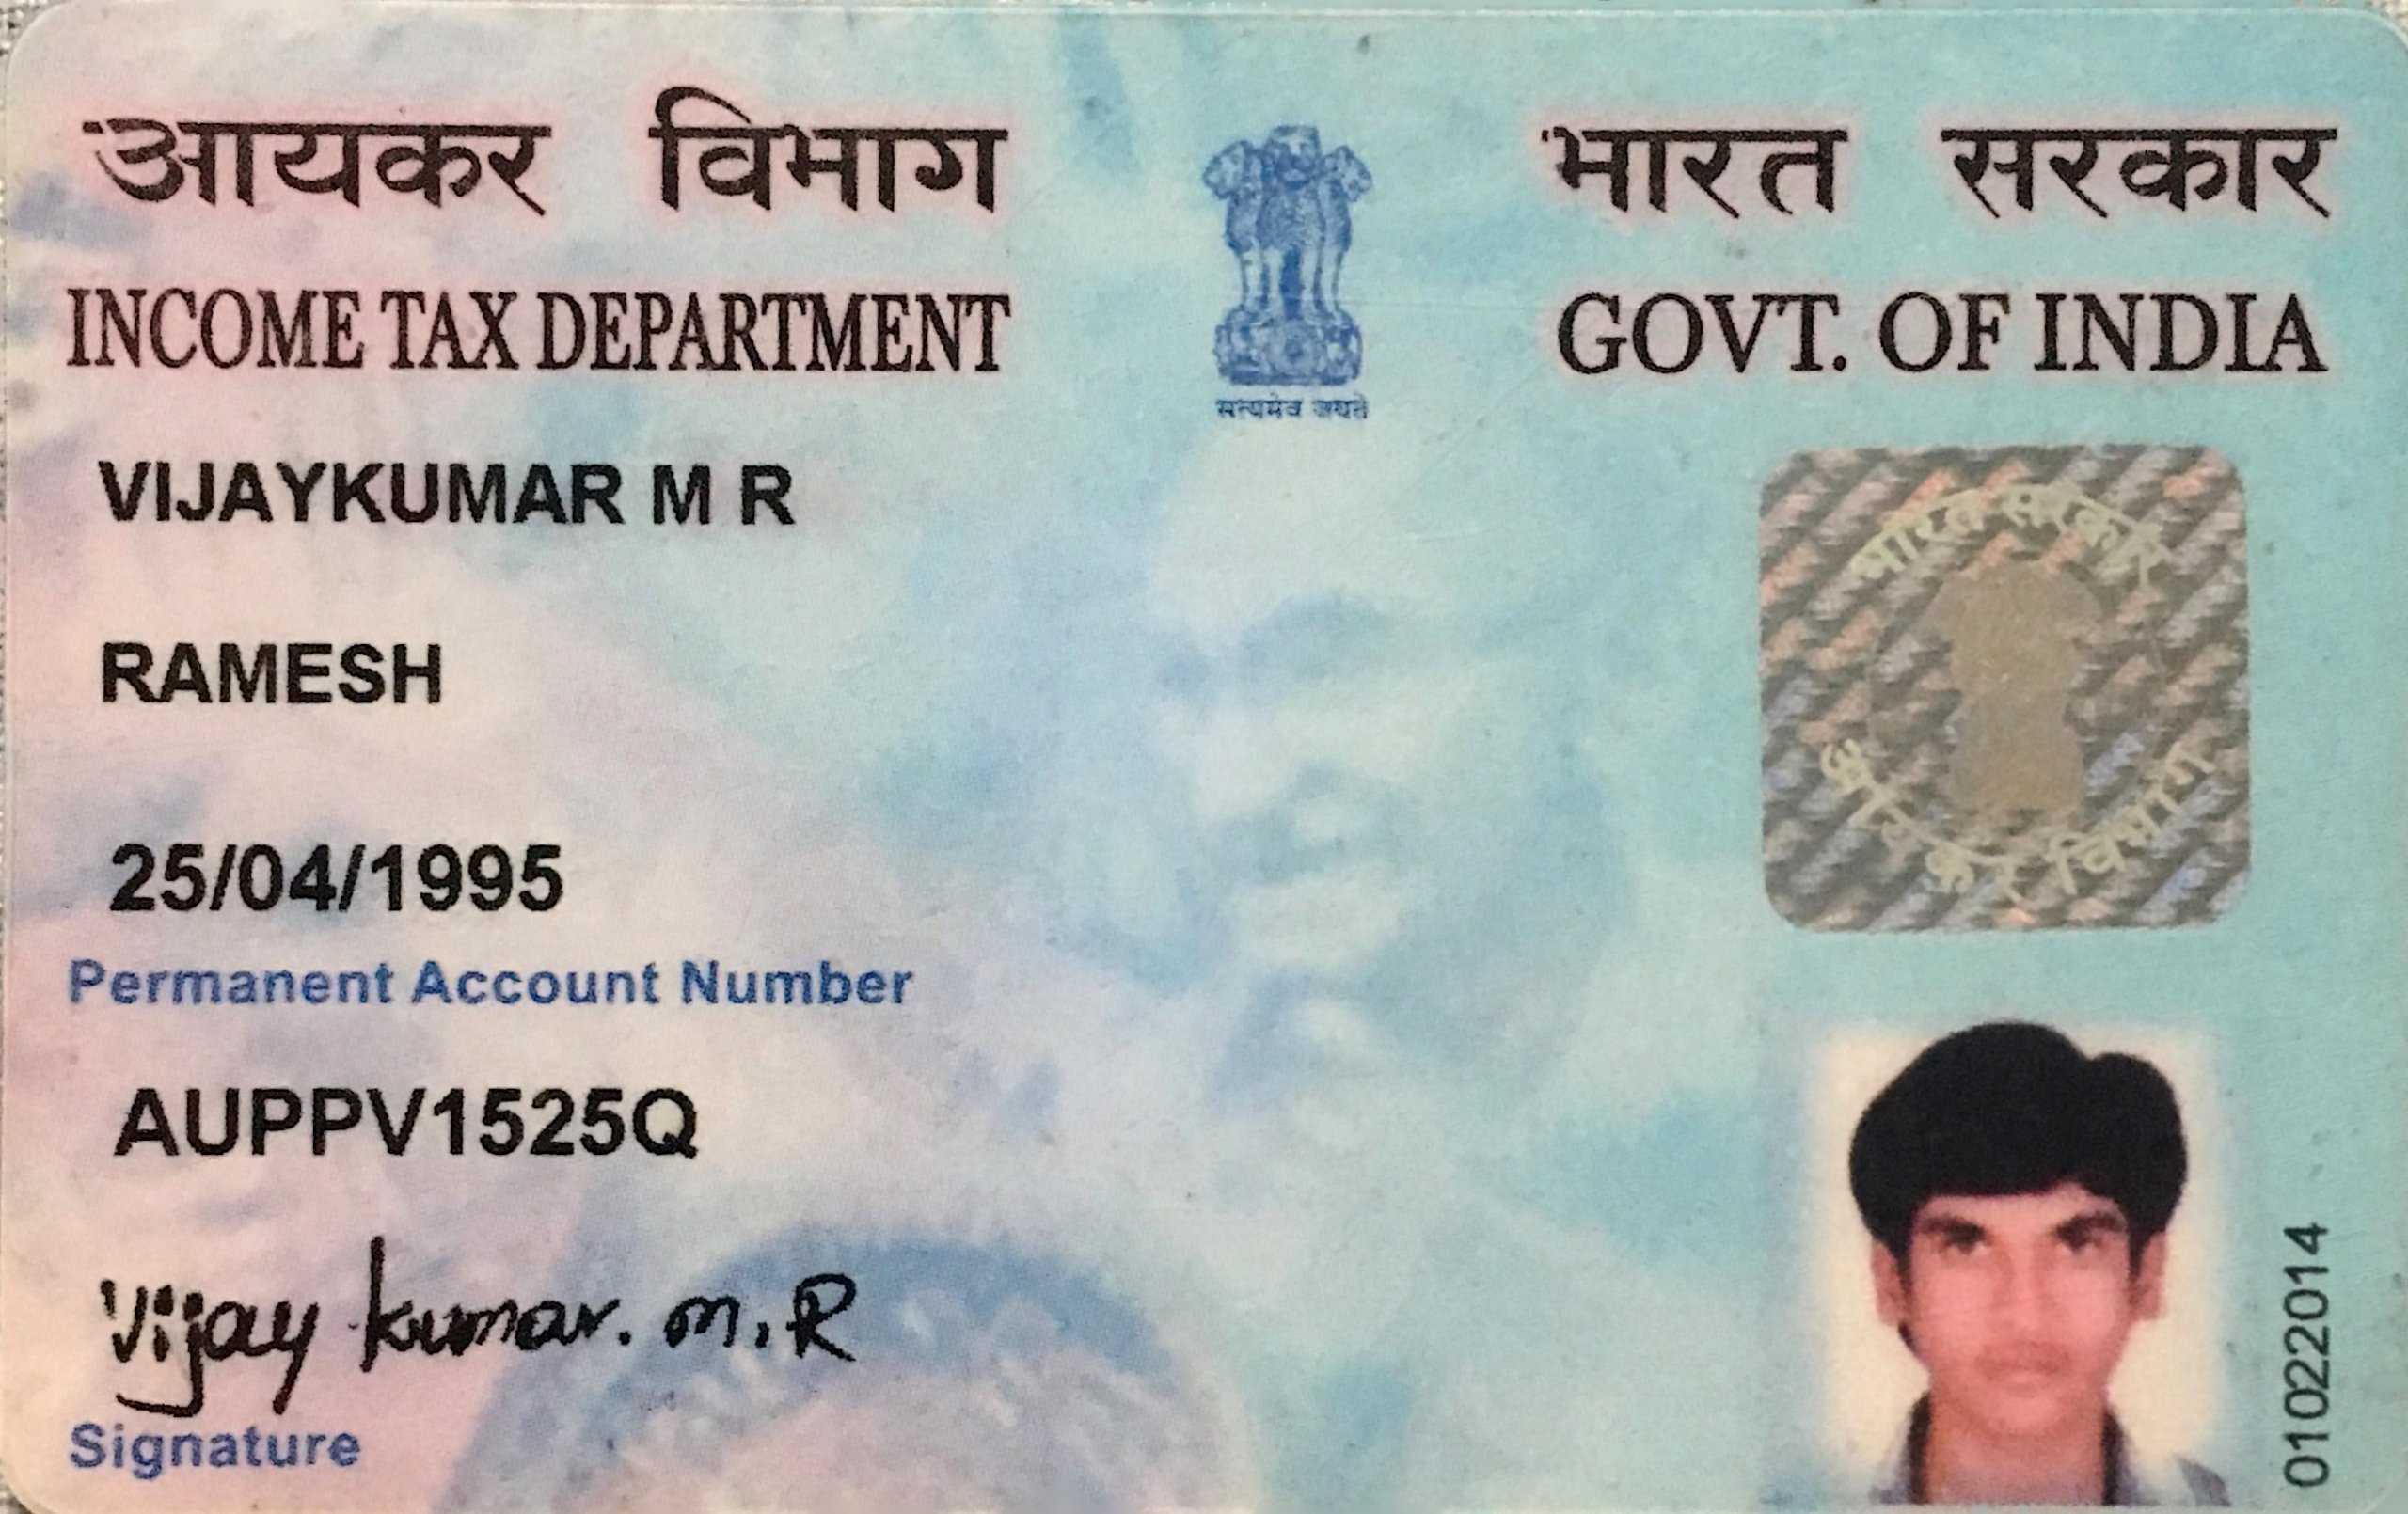 आयकर विभाग
INCOME TAX DEPARTMENT
सत्यमेव जयते
भारत सरकार
GOVT. OF INDIA
VIJAYKUMAR M R
RAMESH
25/04/1995
Permanent Account Number
AUPPV1525Q
Vijay kumar. M. R
Signature
भारत सरकार
आयकर विभाग
01022014